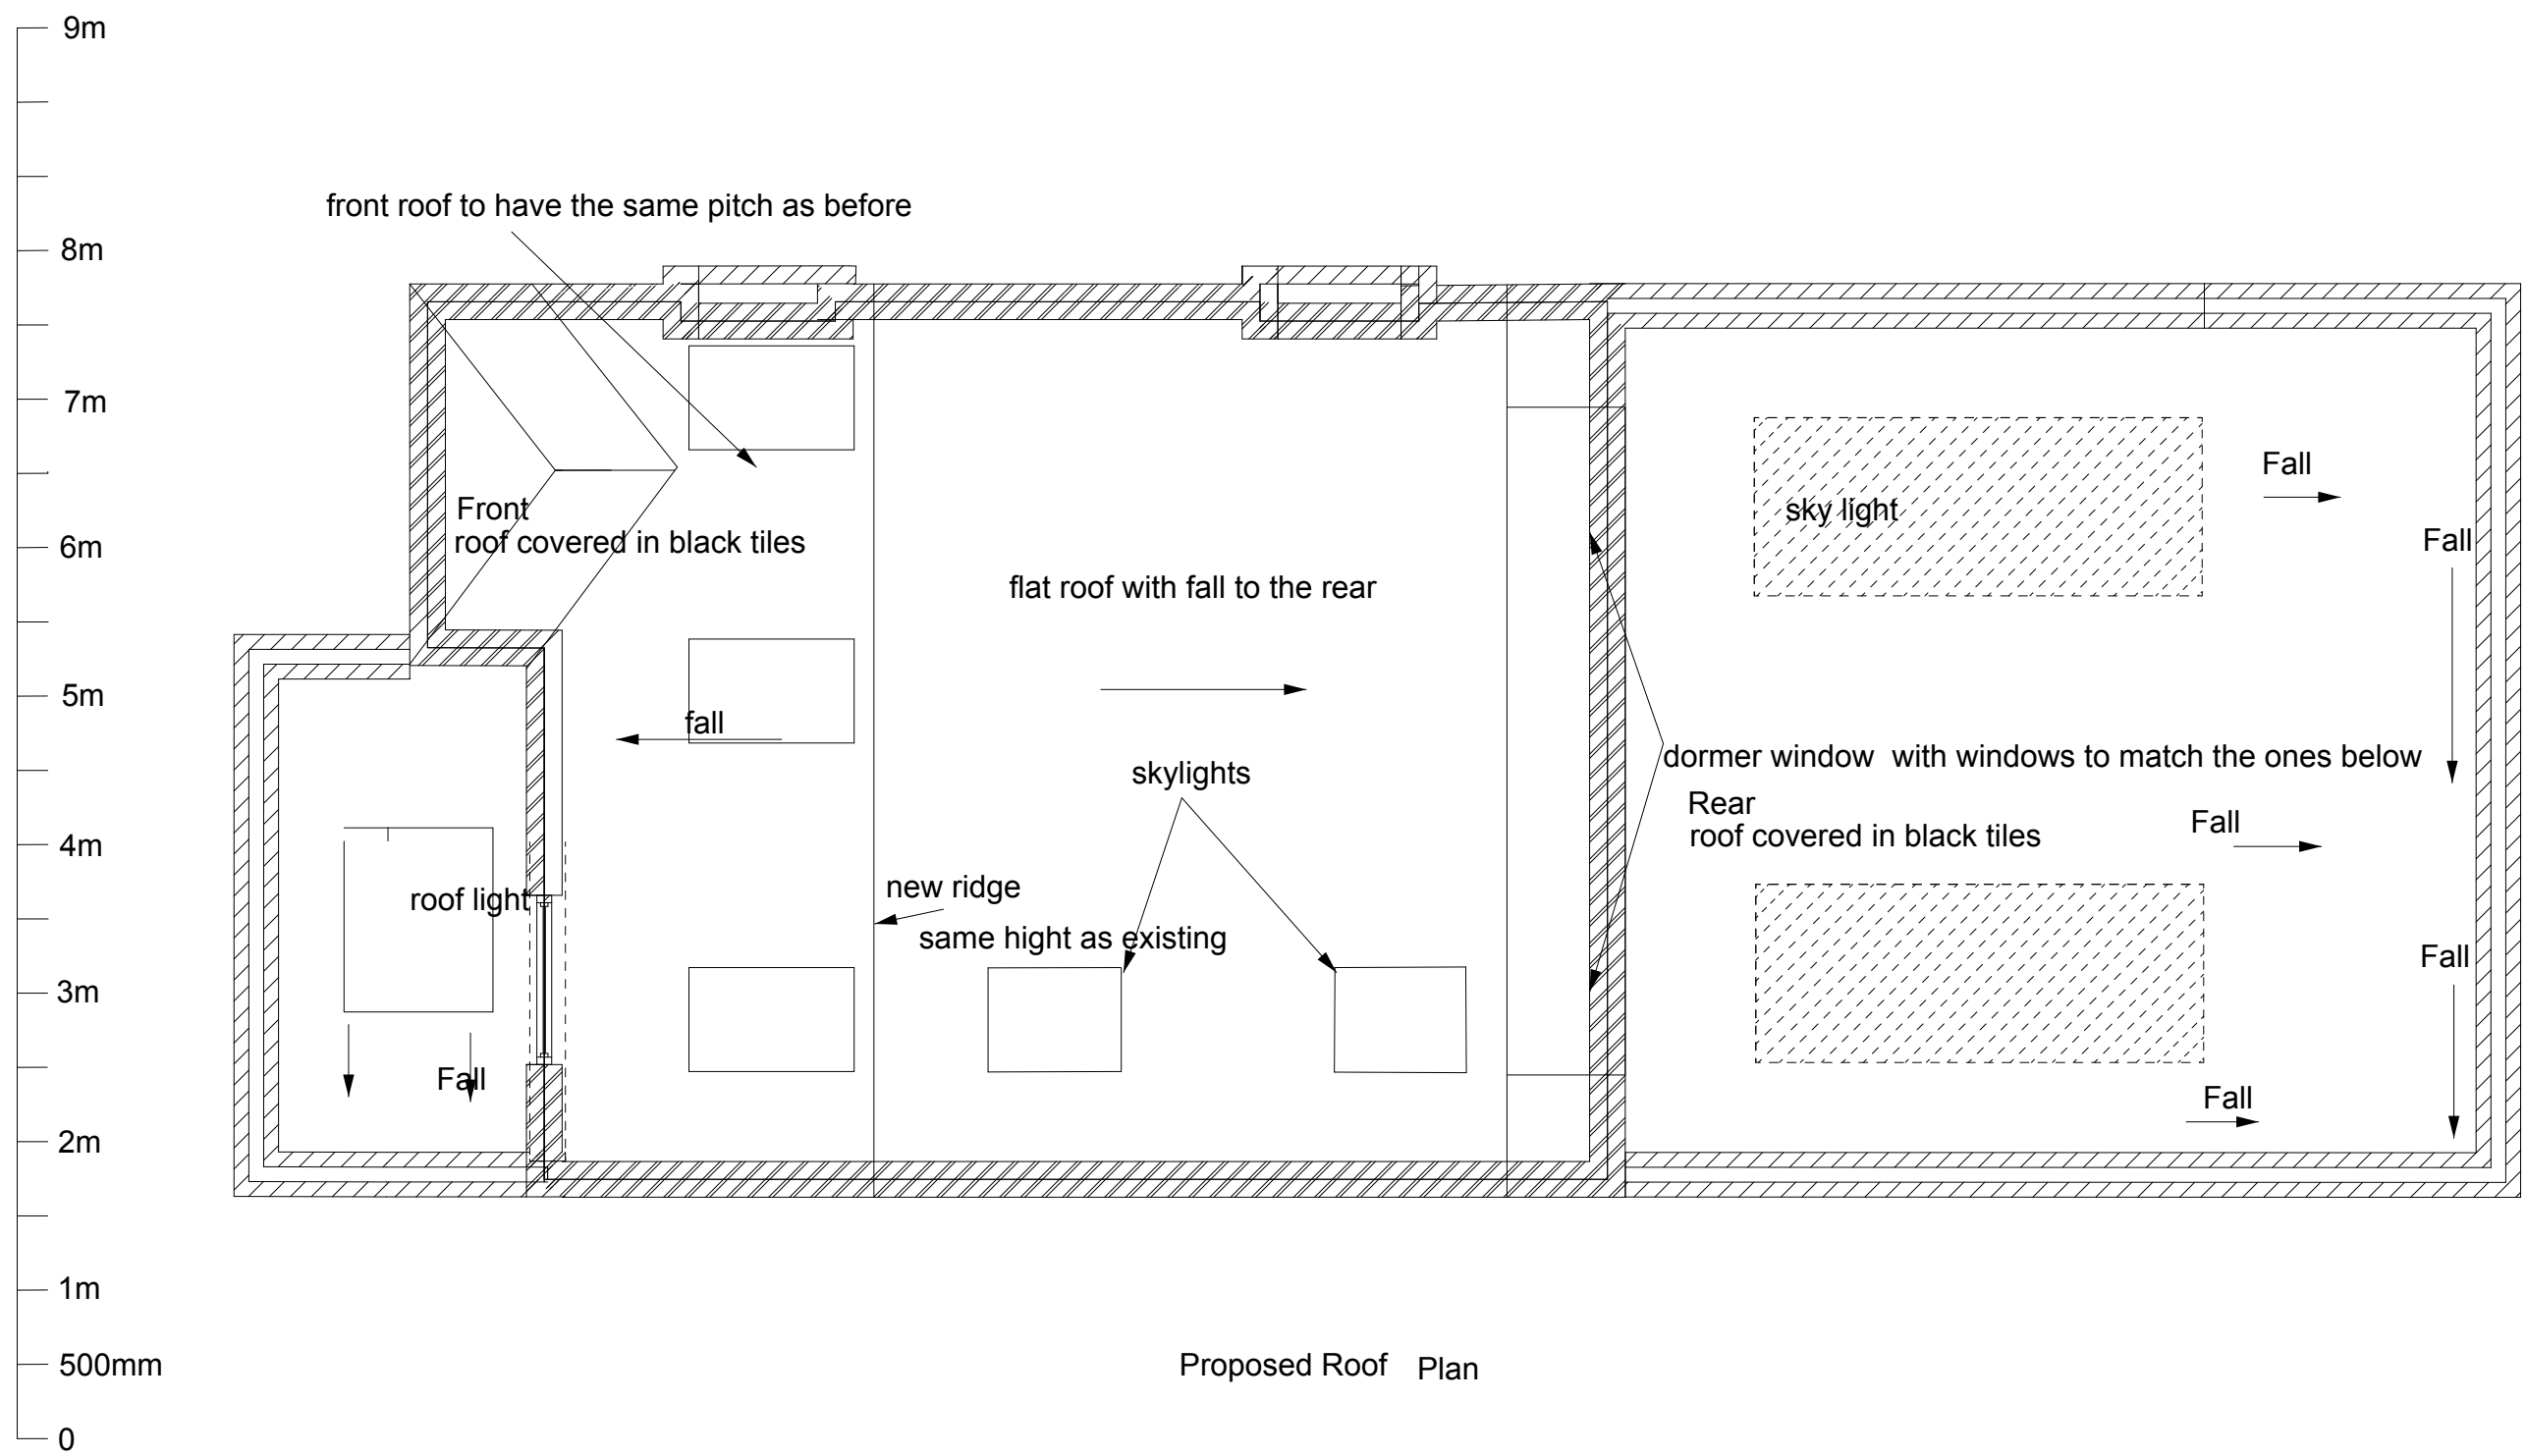 9m
8m
7m
6m
5m
4m
3m
2m
1m
500mm
0
front roof to have the same pitch as before
Front
roof covered in black tiles
flat roof with fall to the rear
fall
skylights
new ridge
same hight as existing
roof light
Fall
sky light
Fall
Fall
dormer window  with windows to match the ones below
Rear
roof covered in black tiles
Fall
Fall
Fall
Proposed Roof Plan